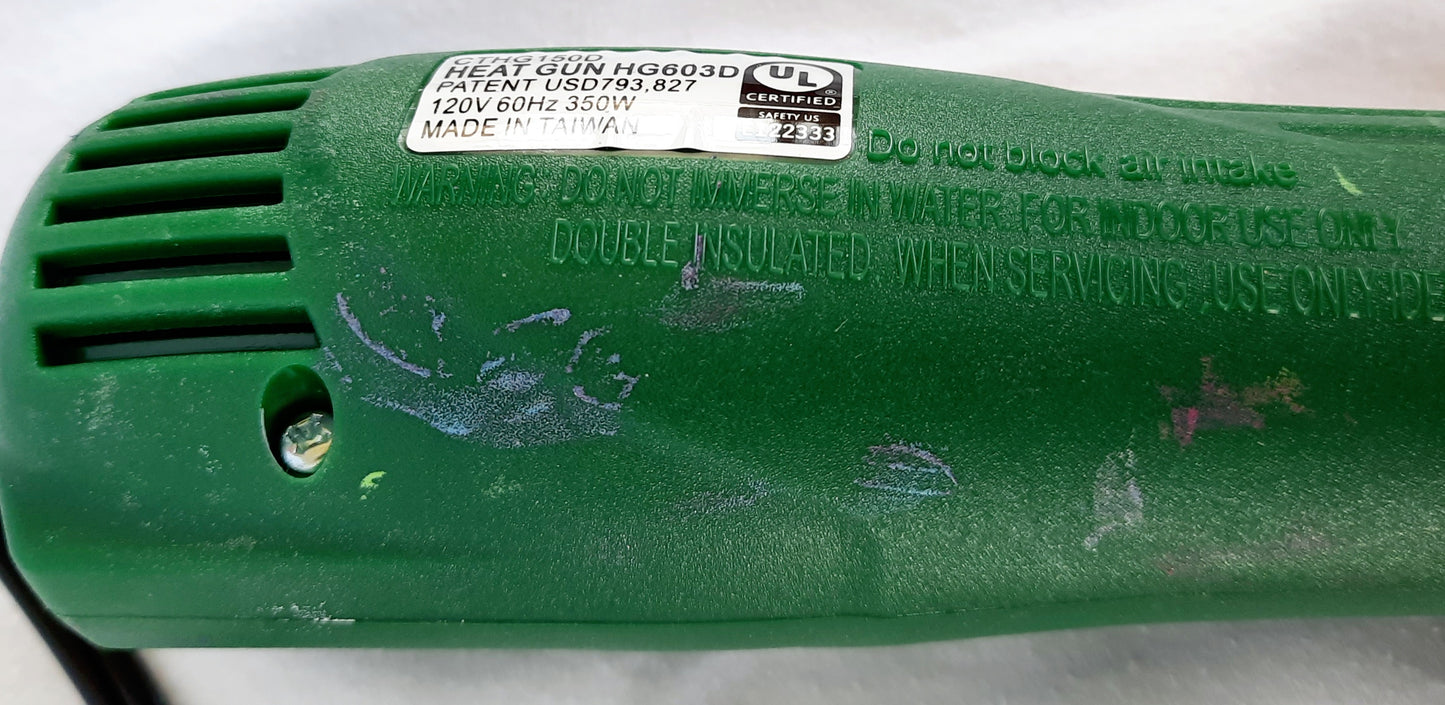 CTHG150D
HEAT GUN HG603D
PATENT USD793,827
120V 60Hz 350W
MADE IN TAIWAN
UL
CERTIFIED
SAFETY US
E122333
Do not block air intake
WARNING" DO NOT IMMERSE IN WATER. FOR INDOOR USE ONLY
DOUBLE INSULATED. WHEN SERVICING ,USE ONLY IDE